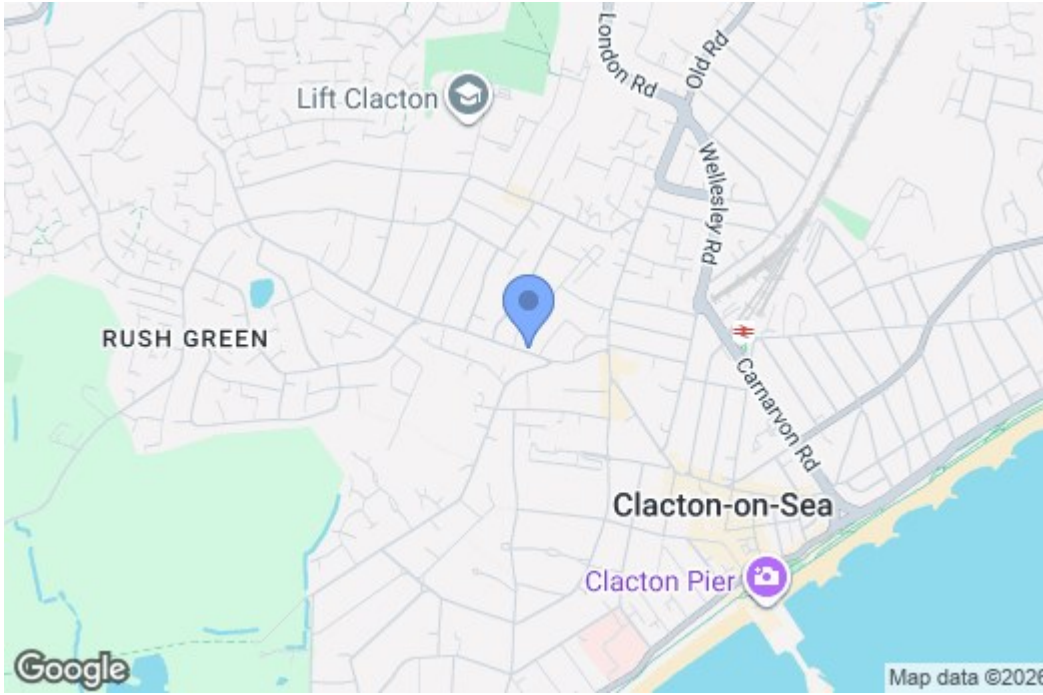 London Rd
Old Rd
Lift Clacton
Wellesley Rd
RUSH GREEN
Carnarvon Rd
Clacton-on-Sea
Clacton Pier
Google
Map data ©2026